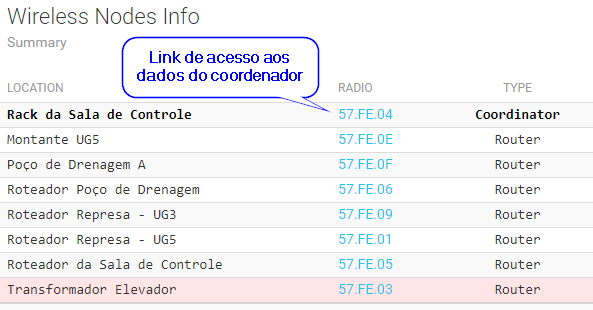 Wireless Nodes Info
Summary
Link de acesso aos
dados do coordenador
LOCATION RADIO TYPE
Rack da Sala de Controle 57.FE.04 Coordinator
Montante UG5 57.FE.0E Router
Poço de Drenagem A 57.FE.0F Router
Roteador Poço de Drenagem 57.FE.06 Router
Roteador Represa - UG3 57.FE.09 Router
Roteador Represa - UG5 57.FE.01 Router
Roteador da Sala de Controle 57.FE.05 Router
Transformador Elevador 57.FE.03 Router